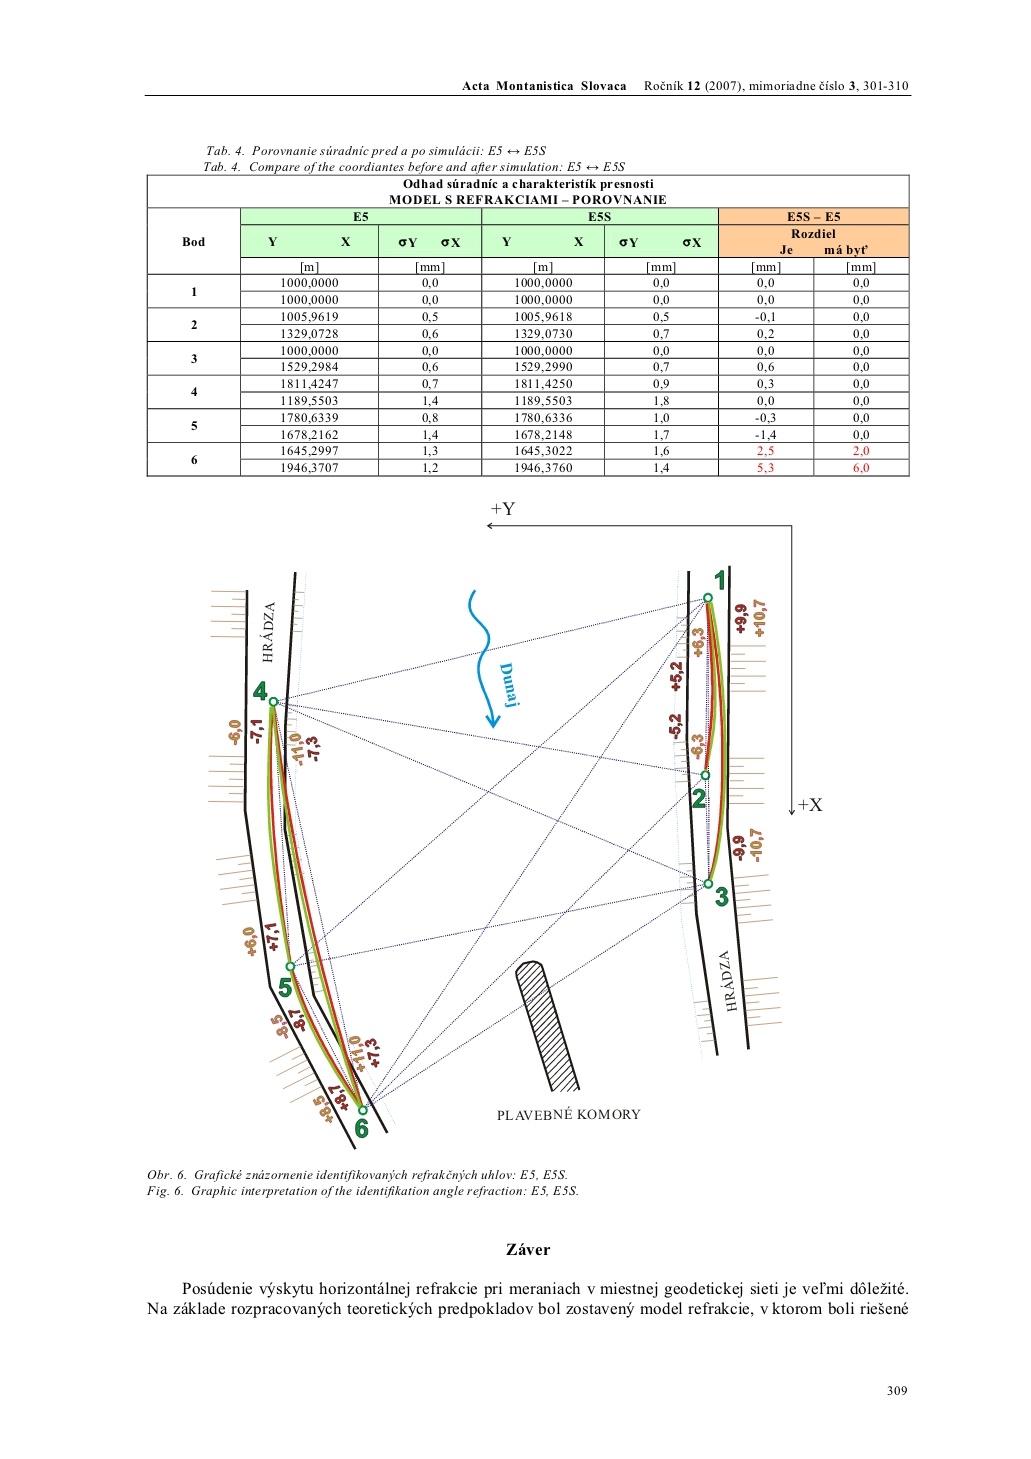 Acta Montanistica Slovaca Ročník 12 (2007), mimoriadne číslo 3, 301-310
Tab. 4. Porovnanie súradníc pred a po simulácii: E5 ↔ E5S
Tab. 4. Compare of the coordiantes before and after simulation: E5 ↔ E5S
Odhad súradníc a charakteristík presnosti
MODEL S REFRAKCIAMI – POROVNANIE
Bod E5 E5S E5S – E5
Y X σY σX Y X σY σX Rozdiel
Je má byť
[m] [mm] [m] [mm] [mm] [mm]
1 1000,0000 0,0 1000,0000 0,0 0,0 0,0
1000,0000 0,0 1000,0000 0,0 0,0 0,0
2 1005,9619 0,5 1005,9618 0,5 -0,1 0,0
1329,0728 0,6 1329,0730 0,7 0,2 0,0
3 1000,0000 0,0 1000,0000 0,0 0,0 0,0
1529,2984 0,6 1529,2990 0,7 0,6 0,0
4 1811,4247 0,7 1811,4250 0,9 0,3 0,0
1189,5503 1,4 1189,5503 1,8 0,0 0,0
5 1780,6339 0,8 1780,6336 1,0 -0,3 0,0
1678,2162 1,4 1678,2148 1,7 -1,4 0,0
6 1645,2997 1,3 1645,3022 1,6 2,5 2,0
1946,3707 1,2 1946,3760 1,4 5,3 6,0
+Y
+X
HRÁDZA
Dunaj
1
+9,9
+10,7
+6,3
+5,2
-5,2
-6,3
2
-9,9
-10,7
3
HRÁDZA
4
-6,0
-7,1
-11,0
-7,3
+6,0
+7,1
5
-8,5
-8,7
+11,0
+7,3
+8,5
+8,7
6
PLAVEBNÉ KOMORY
Obr. 6. Grafické znázornenie identifikovaných refrakčných uhlov: E5, E5S.
Fig. 6. Graphic interpretation of the identifikation angle refraction: E5, E5S.
Záver
Posúdenie výskytu horizontálnej refrakcie pri meraniach v miestnej geodetickej sieti je veľmi dôležité.
Na základe rozpracovaných teoretických predpokladov bol zostavený model refrakcie, v ktorom boli riešené
309